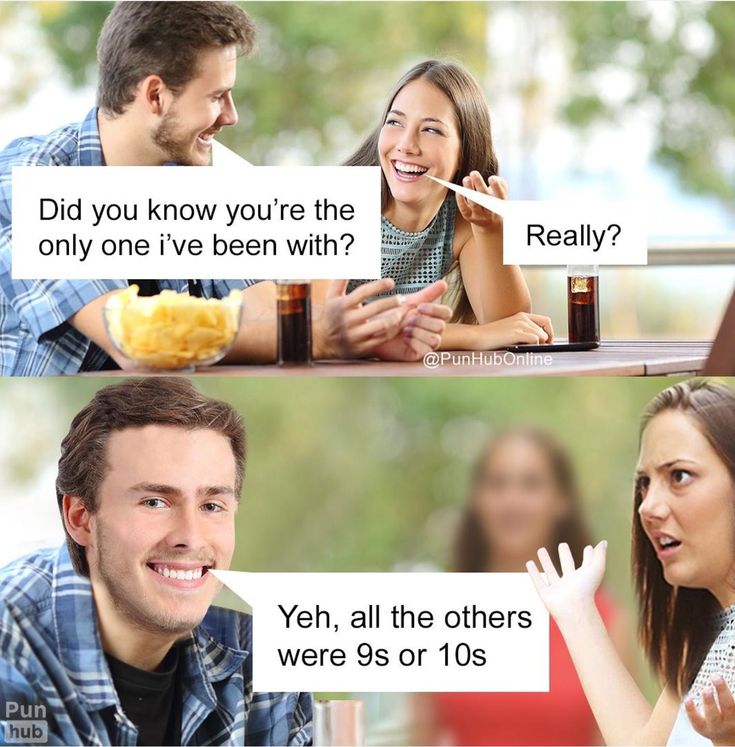 Did you know you're the
only one i've been with?
Really?
@PunHubOnline
Yeh, all the others
were 9s or 10s
Pun
hub